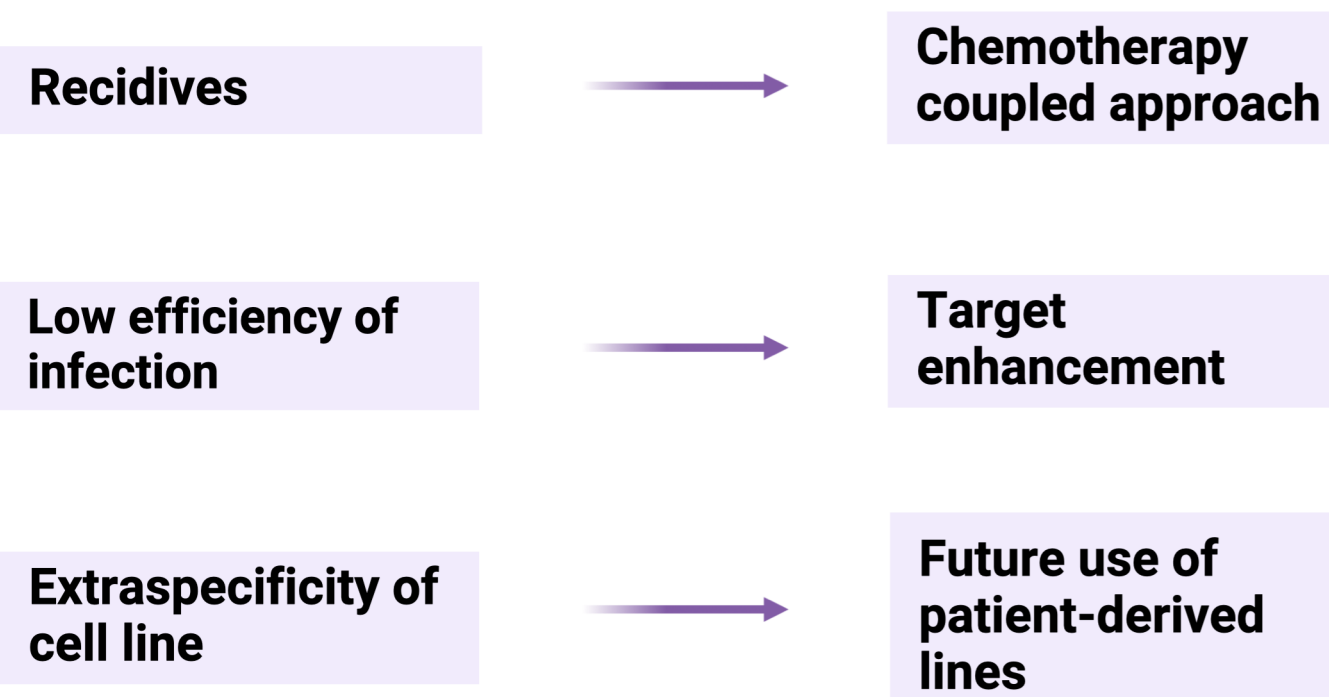 Recidives
Chemotherapy
coupled approach
Low efficiency of
infection
Target
enhancement
Extraspecificity of
cell line
Future use of
patient-derived
lines